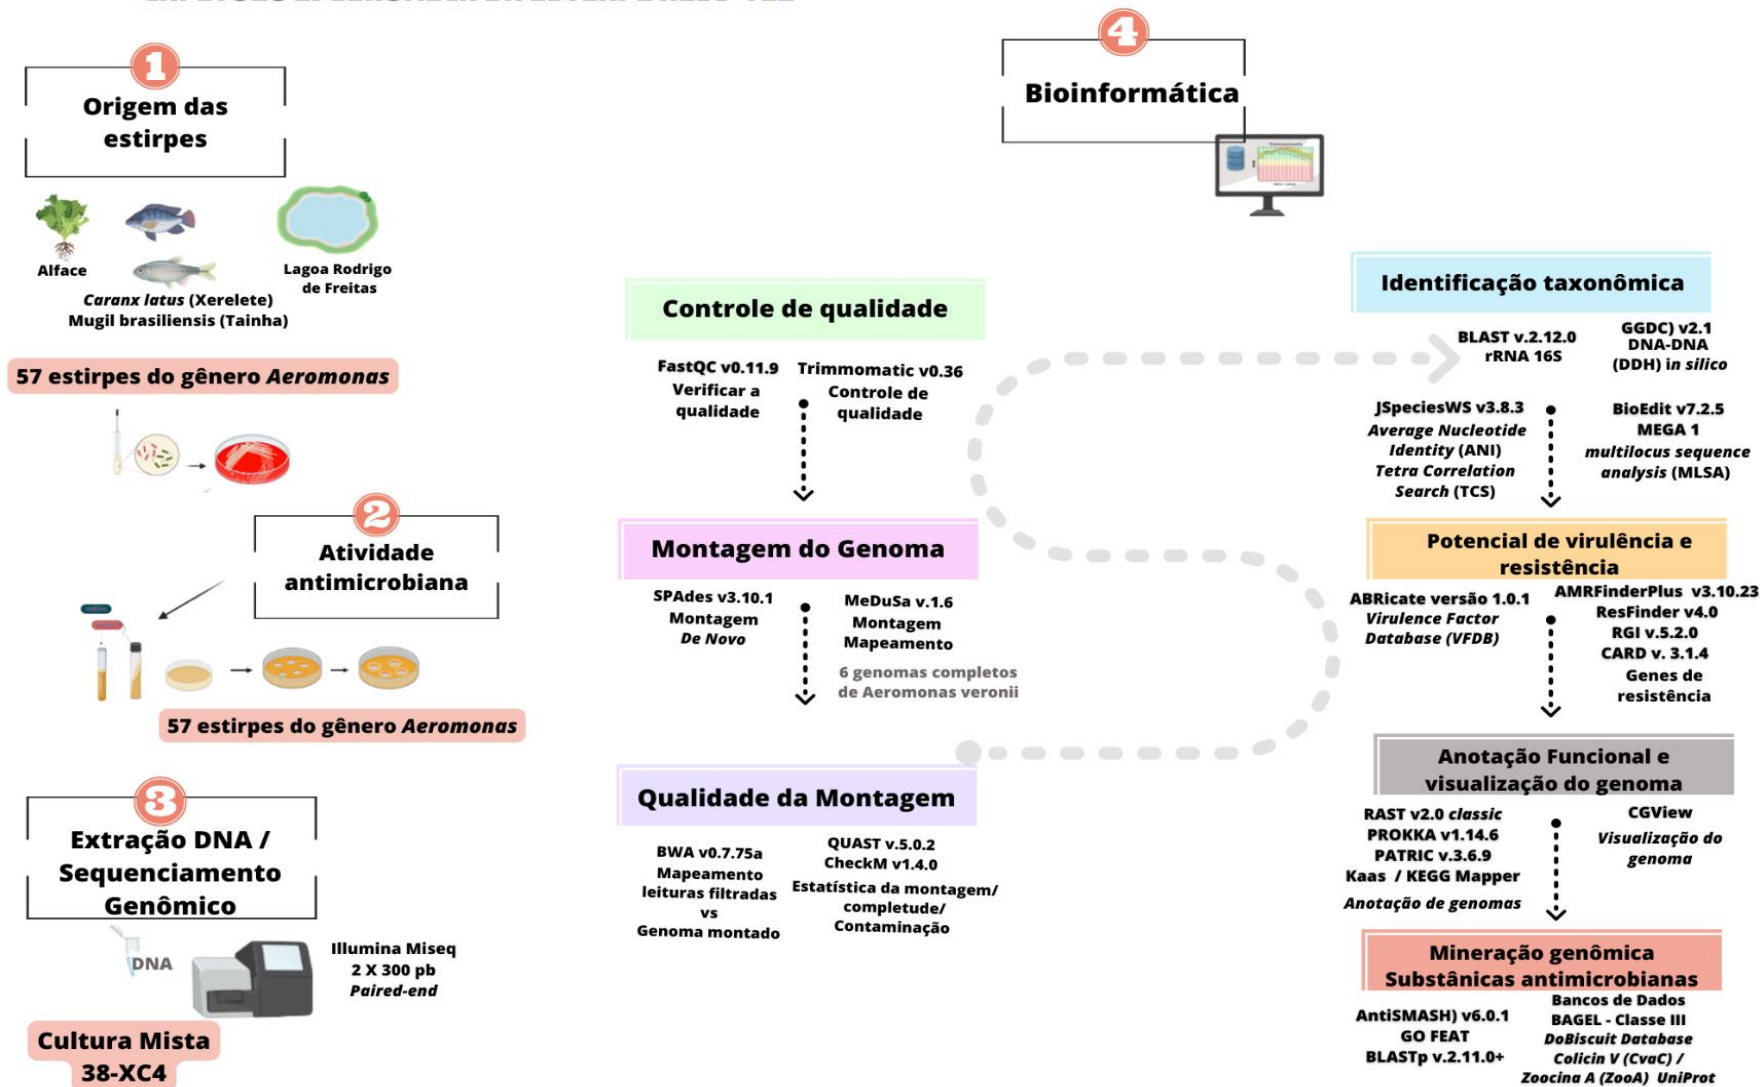 1
Origem das
estirpes
Alface
Caranx latus (Xerelete)
Mugil brasiliensis (Tainha)
Lagoa Rodrigo
de Freitas
57 estirpes do gênero Aeromonas
2
Atividade
antimicrobiana
57 estirpes do gênero Aeromonas
3
Extração DNA /
Sequenciamento
Genômico
DNA
Illumina Miseq
2 X 300 pb
Paired-end
Cultura Mista
38-XC4
4
Bioinformática
Controle de qualidade
FastQC v0.11.9
Verificar a
qualidade
Trimmomatic v0.36
Controle de
qualidade
Montagem do Genoma
SPAdes v3.10.1
Montagem
De Novo
MeDuSa v.1.6
Montagem
Mapeamento
6 genomas completos
de Aeromonas veronii
Qualidade da Montagem
BWA v0.7.75a
Mapeamento
leituras filtradas
vs
Genoma montado
QUAST v.5.0.2
CheckM v1.4.0
Estatística da montagem/
completude/
Contaminação
Identificação taxonômica
BLAST v.2.12.0
rRNA 16S
GGDC) v2.1
DNA-DNA
(DDH) in silico
JSpeciesWS v3.8.3
Average Nucleotide
Identity (ANI)
Tetra Correlation
Search (TCS)
BioEdit v7.2.5
MEGA 1
multilocus sequence
analysis (MLSA)
Potencial de virulência e
resistência
ABRicate versão 1.0.1
Virulence Factor
Database (VFDB)
AMRFinderPlus v3.10.23
ResFinder v4.0
RGI v.5.2.0
CARD v. 3.1.4
Genes de
resistência
Anotação Funcional e
visualização do genoma
RAST v2.0 classic
PROKKA v1.14.6
PATRIC v.3.6.9
Kaas / KEGG Mapper
Anotação de genomas
CGView
Visualização do
genoma
Mineração genômica
Substânicas antimicrobianas
AntiSMASH) v6.0.1
GO FEAT
BLASTp v.2.11.0+
Bancos de Dados
BAGEL - Classe III
DoBiscuit Database
Colicin V (CvaC) /
Zoocina A (ZooA) UniProt